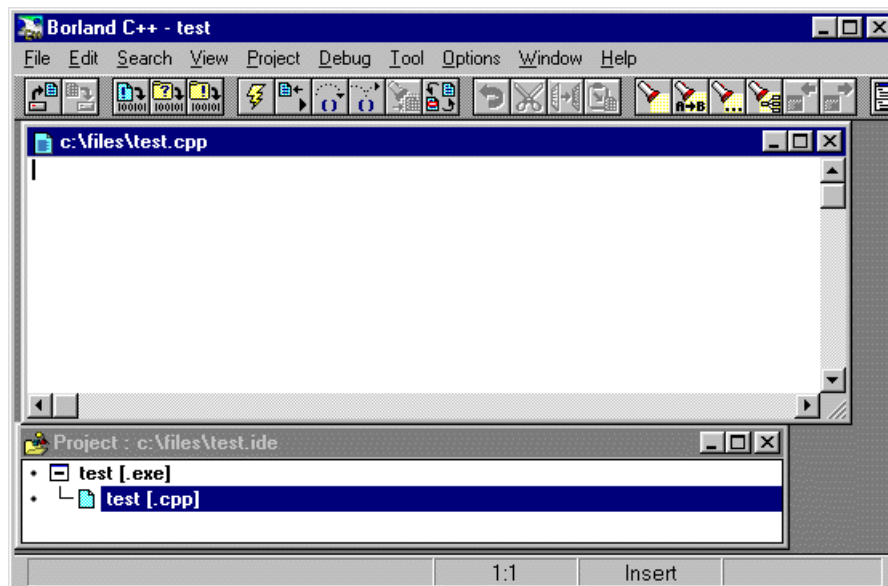 Borland C++ - test
File Edit Search View Project Debug Tool Options Window Help
c:\files\test.cpp
Project : c:\files\test.ide
test [.exe]
test [.cpp]
1:1 Insert